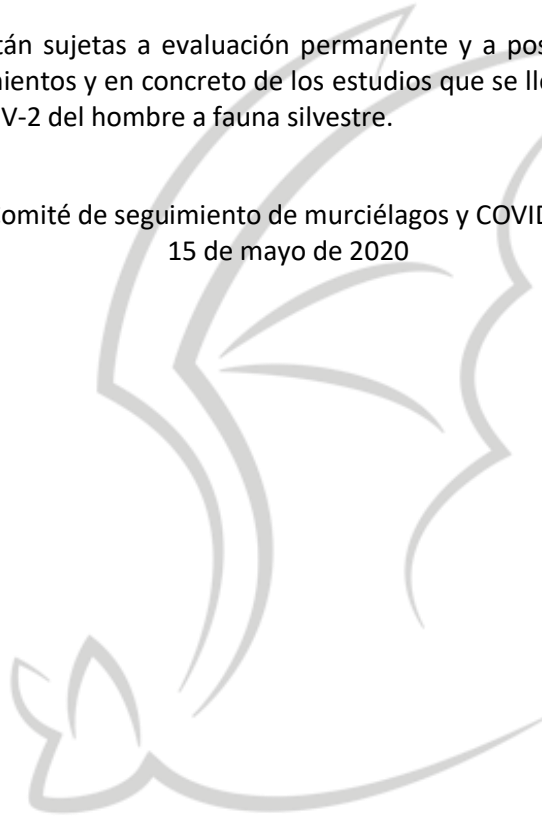 tán sujetas a evaluación permanente y a pos
nientos y en concreto de los estudios que se lle
V-2 del hombre a fauna silvestre.
omité de seguimiento de murciélagos y COVID
15 de mayo de 2020